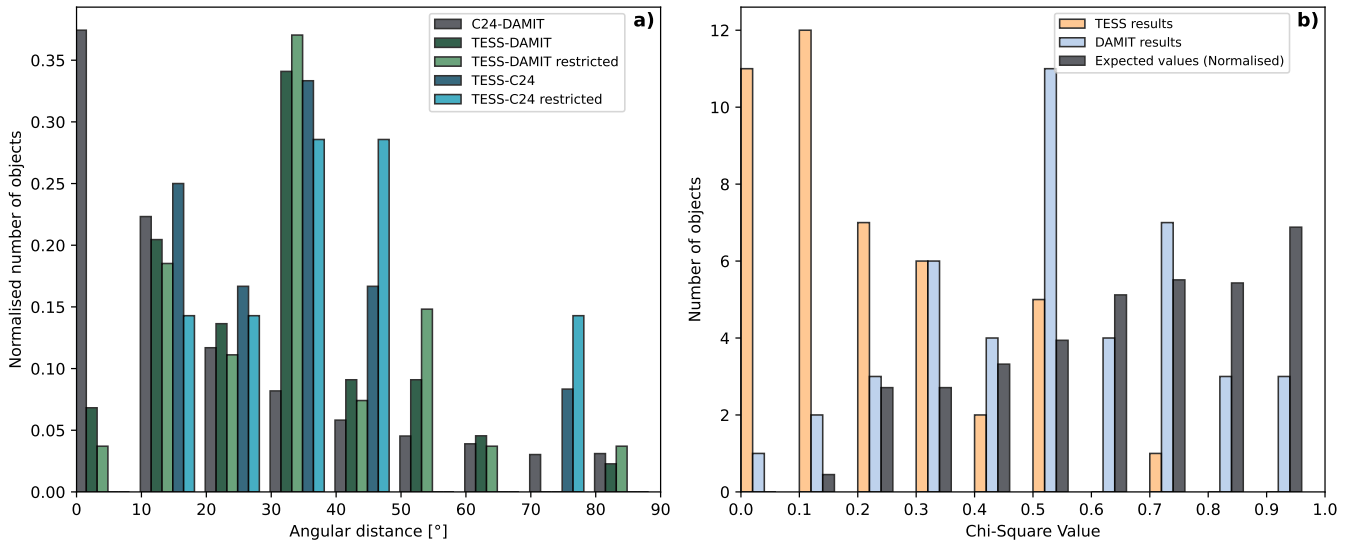 a)
C24-DAMIT
TESS-DAMIT
TESS-DAMIT restricted
TESS-C24
TESS-C24 restricted
Normalised number of objects
0.35
0.30
0.25
0.20
0.15
0.10
0.05
0.00
0 10 20 30 40 50 60 70 80 90
Angular distance [°]
b)
TESS results
DAMIT results
Expected values (Normalised)
Number of objects
12
10
8
6
4
2
0
0.0 0.1 0.2 0.3 0.4 0.5 0.6 0.7 0.8 0.9 1.0
Chi-Square Value